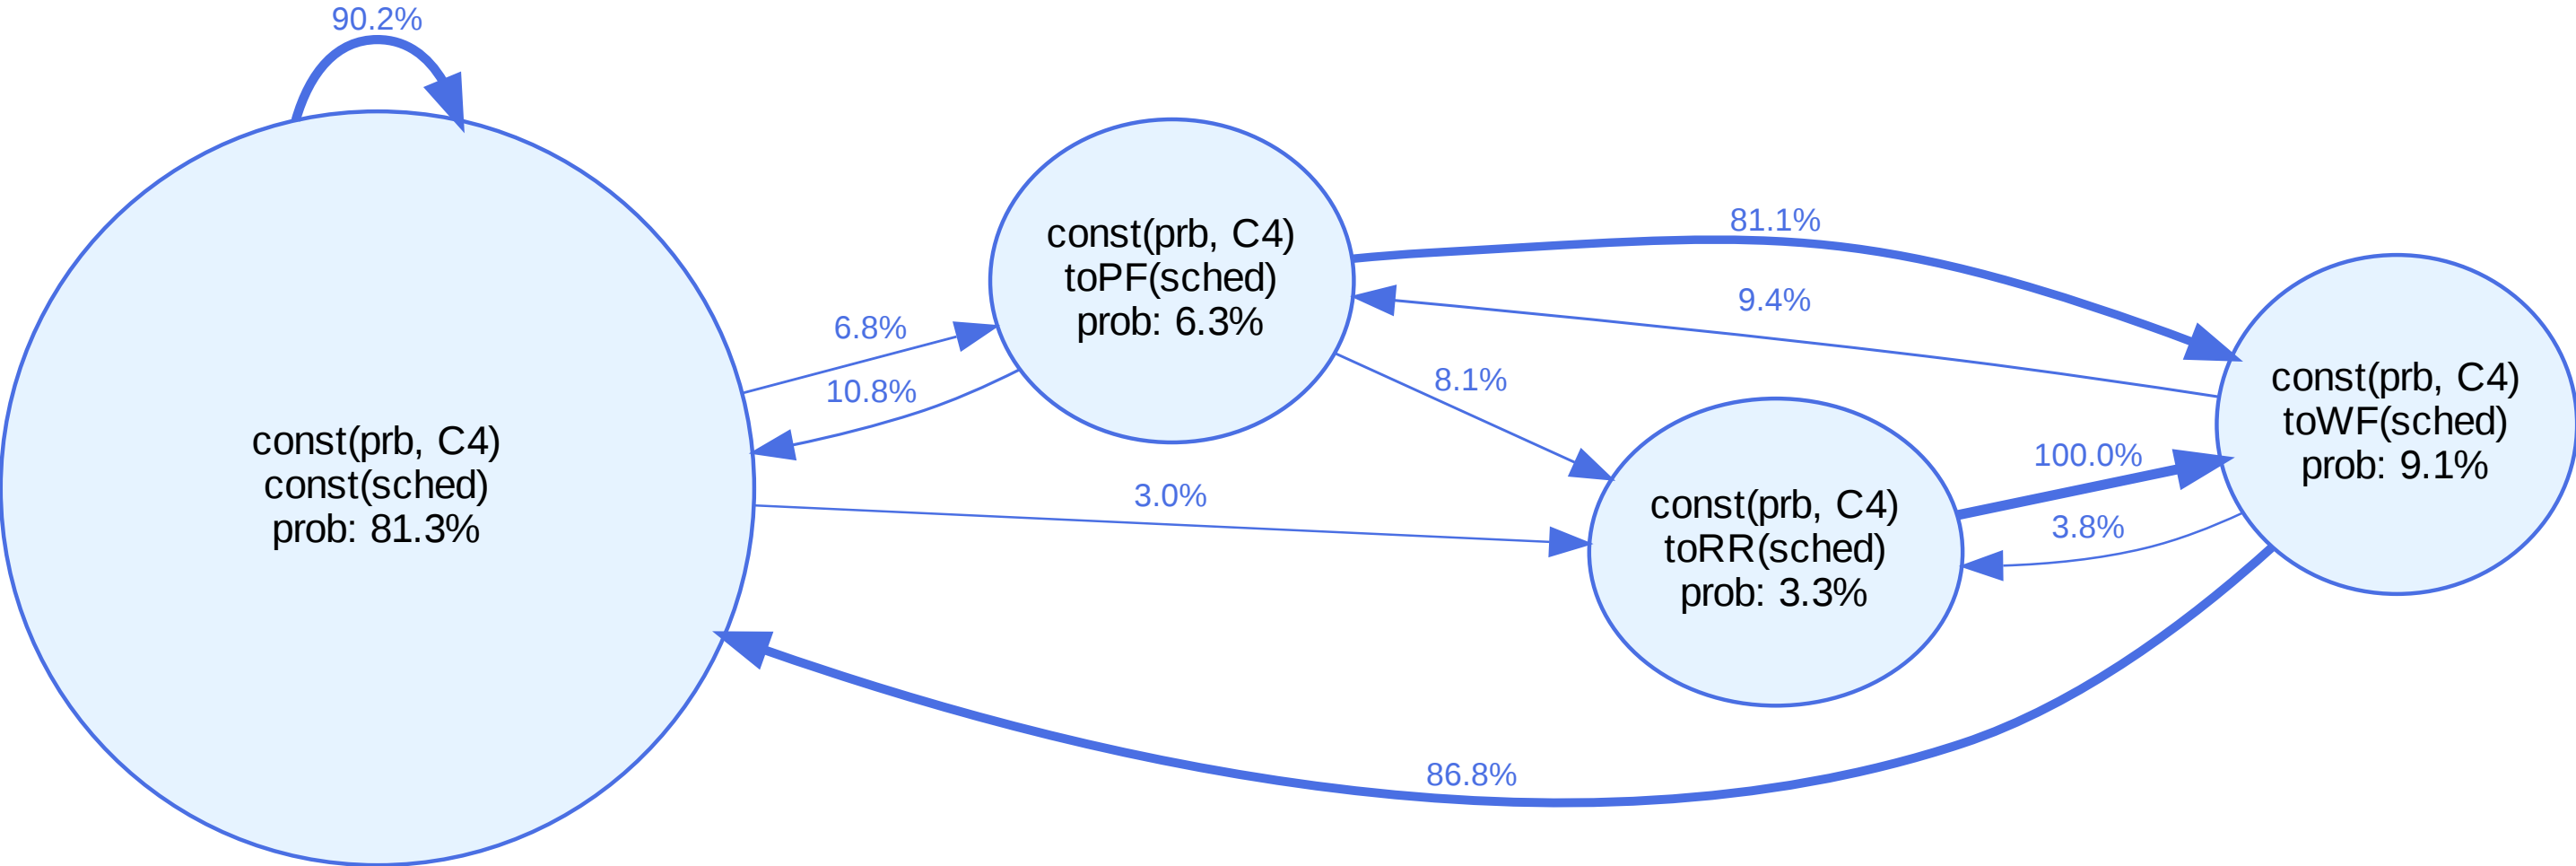 90.2%
const(prb, C4)
const(sched)
prob: 81.3%
6.8%
10.8%
3.0%
const(prb, C4)
toPF(sched)
prob: 6.3%
81.1%
9.4%
8.1%
const(prb, C4)
toRR(sched)
prob: 3.3%
100.0%
3.8%
const(prb, C4)
toWF(sched)
prob: 9.1%
86.8%